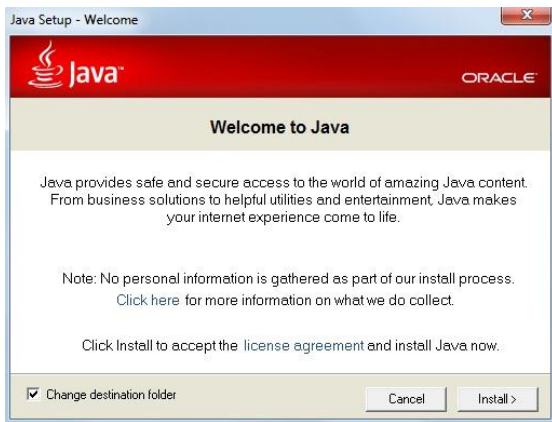 Java Setup - Welcome
Java™
ORACLE®
Welcome to Java
Java provides safe and secure access to the world of amazing Java content.
From business solutions to helpful utilities and entertainment, Java makes
your internet experience come to life.
Note: No personal information is gathered as part of our install process.
Click here for more information on what we do collect.
Click Install to accept the license agreement and install Java now.
Change destination folder
Cancel
Install >